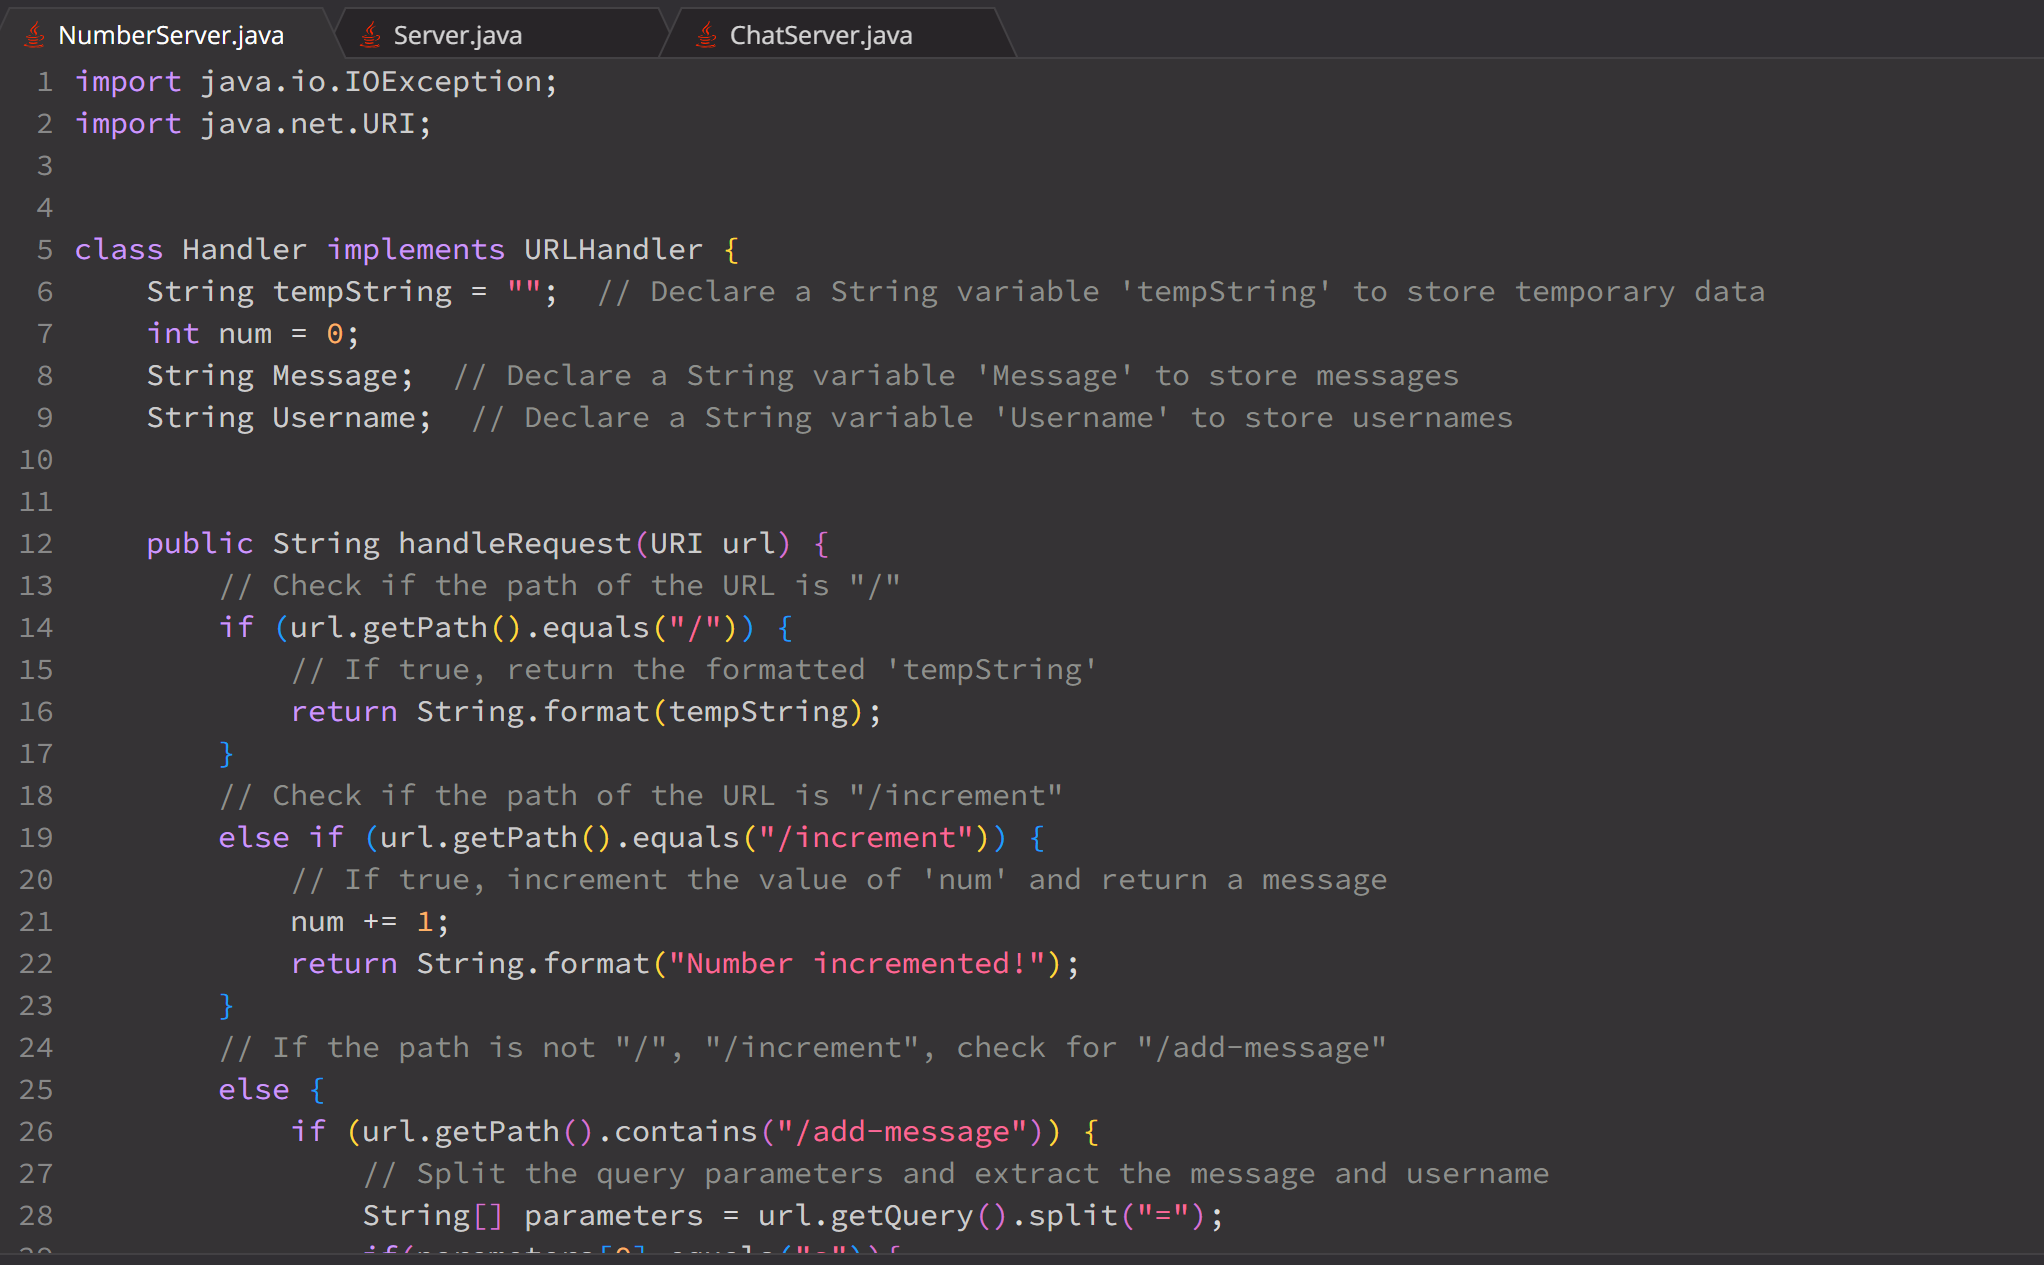 NumberServer.java Server.java ChatServer.java
1 import java.io.IOException;
2 import java.net.URI;
3
4
5 class Handler implements URLHandler {
6     String tempString = "";  // Declare a String variable 'tempString' to store temporary data
7     int num = 0;
8     String Message;  // Declare a String variable 'Message' to store messages
9     String Username;  // Declare a String variable 'Username' to store usernames
10
11
12     public String handleRequest(URI url) {
13         // Check if the path of the URL is "/"
14         if (url.getPath().equals("/")) {
15             // If true, return the formatted 'tempString'
16             return String.format(tempString);
17         }
18         // Check if the path of the URL is "/increment"
19         else if (url.getPath().equals("/increment")) {
20             // If true, increment the value of 'num' and return a message
21             num += 1;
22             return String.format("Number incremented!");
23         }
24         // If the path is not "/", "/increment", check for "/add-message"
25         else {
26             if (url.getPath().contains("/add-message")) {
27                 // Split the query parameters and extract the message and username
28                 String[] parameters = url.getQuery().split("=");